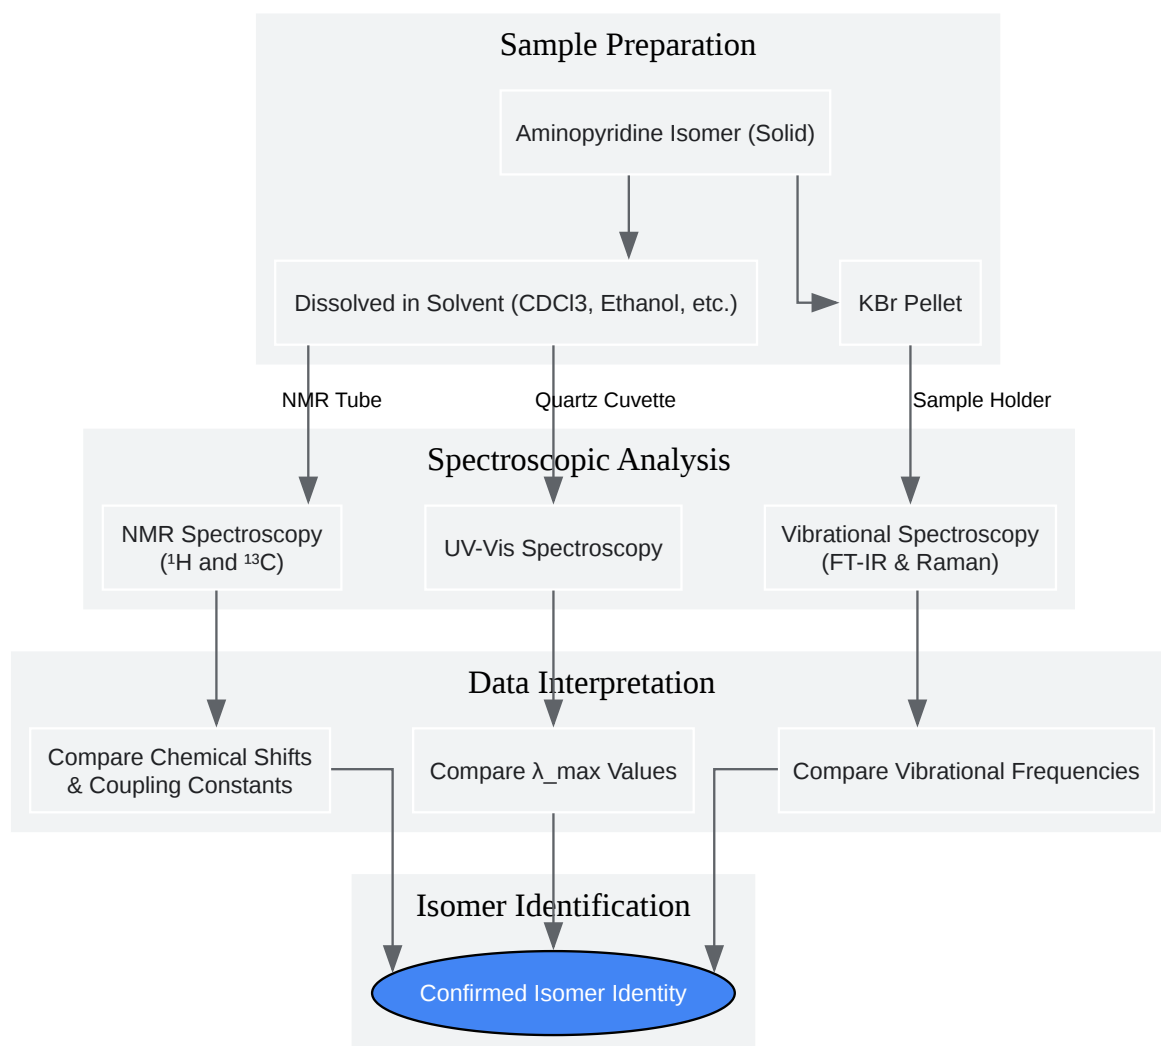 Sample Preparation
Aminopyridine Isomer (Solid)
Dissolved in Solvent (CDCl3, Ethanol, etc.)
KBr Pellet
NMR Tube
Quartz Cuvette
Sample Holder
Spectroscopic Analysis
NMR Spectroscopy
(¹H and ¹³C)
UV-Vis Spectroscopy
Vibrational Spectroscopy
(FT-IR & Raman)
Data Interpretation
Compare Chemical Shifts
& Coupling Constants
Compare λ_max Values
Compare Vibrational Frequencies
Isomer Identification
Confirmed Isomer Identity